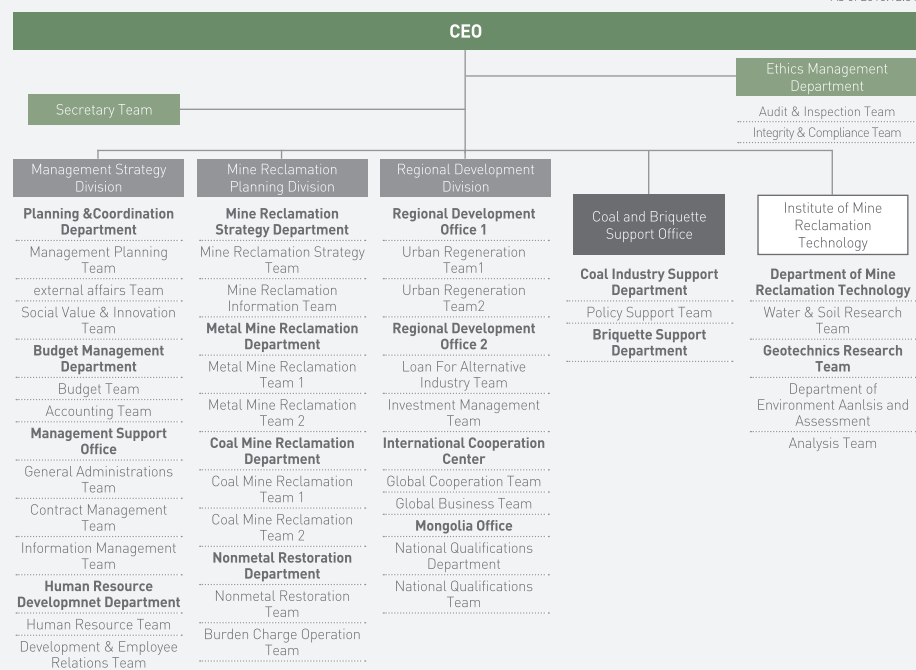 CEO
Ethics Management
Department
Audit & Inspection Team
Integrity & Compliance Team
Secretary Team
Management Strategy
Division
Planning &Coordination
Department
Management Planning
Team
external affairs Team
Social Value & Innovation
Team
Budget Management
Department
Budget Team
Accounting Team
Management Support
Office
General Administrations
Team
Contract Management
Team
Information Management
Team
Human Resource
Developmnet Department
Human Resource Team
Development & Employee
Relations Team
Mine Reclamation
Planning Division
Mine Reclamation
Strategy Department
Mine Reclamation Strategy
Team
Mine Reclamation
Information Team
Metal Mine Reclamation
Department
Metal Mine Reclamation
Team 1
Metal Mine Reclamation
Team 2
Coal Mine Reclamation
Department
Coal Mine Reclamation
Team 1
Coal Mine Reclamation
Team 2
Nonmetal Restoration
Department
Nonmetal Restoration
Team
Burden Charge Operation
Team
Regional Development
Division
Regional Development
Office 1
Urban Regeneration
Team1
Urban Regeneration
Team2
Regional Development
Office 2
Loan For Alternative
Industry Team
Investment Management
Team
International Cooperation
Center
Global Cooperation Team
Global Business Team
Mongolia Office
National Qualifications
Department
National Qualifications
Team
Coal and Briquette
Support Office
Coal Industry Support
Department
Policy Support Team
Briquette Support
Department
Institute of Mine
Reclamation
Technology
Department of Mine
Reclamation Technology
Water & Soil Research
Team
Geotechnics Research
Team
Department of
Environment Aanlsis and
Assessment
Analysis Team